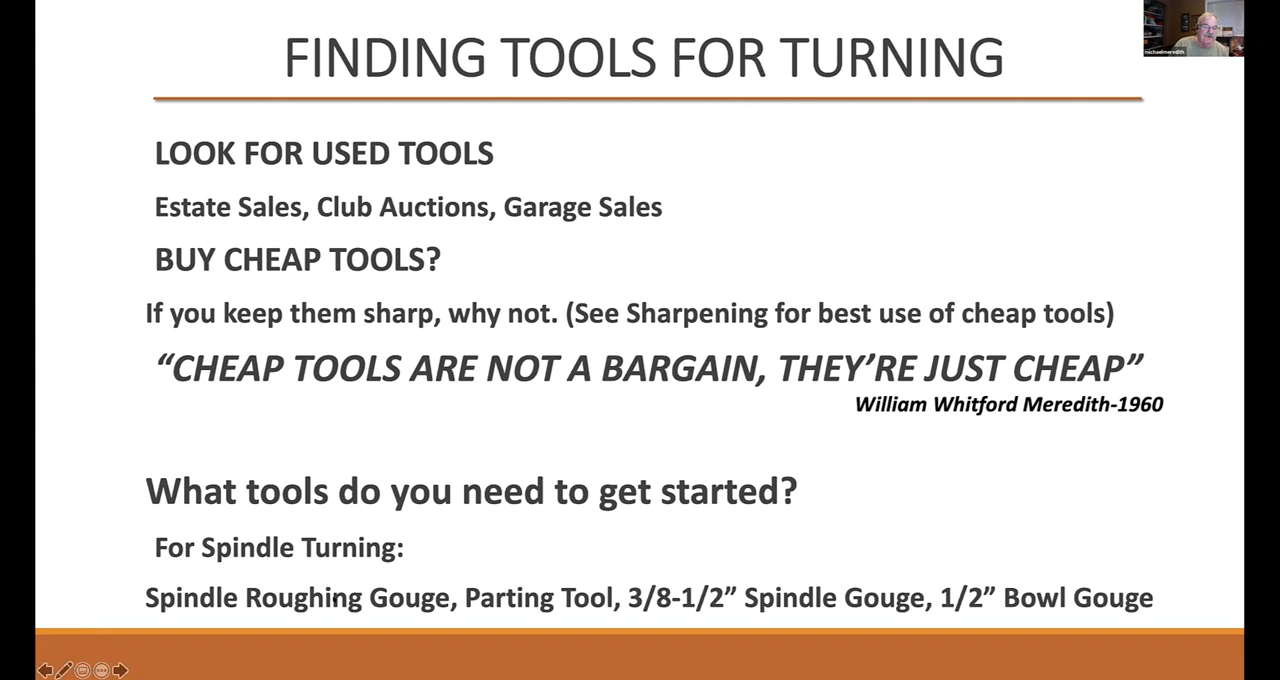 FINDING TOOLS FOR TURNING
michaelmeredith
LOOK FOR USED TOOLS
Estate Sales, Club Auctions, Garage Sales
BUY CHEAP TOOLS?
If you keep them sharp, why not. (See Sharpening for best use of cheap tools)
“CHEAP TOOLS ARE NOT A BARGAIN, THEY’RE JUST CHEAP”
William Whitford Meredith-1960
What tools do you need to get started?
For Spindle Turning:
Spindle Roughing Gouge, Parting Tool, 3/8-1/2” Spindle Gouge, 1/2” Bowl Gouge